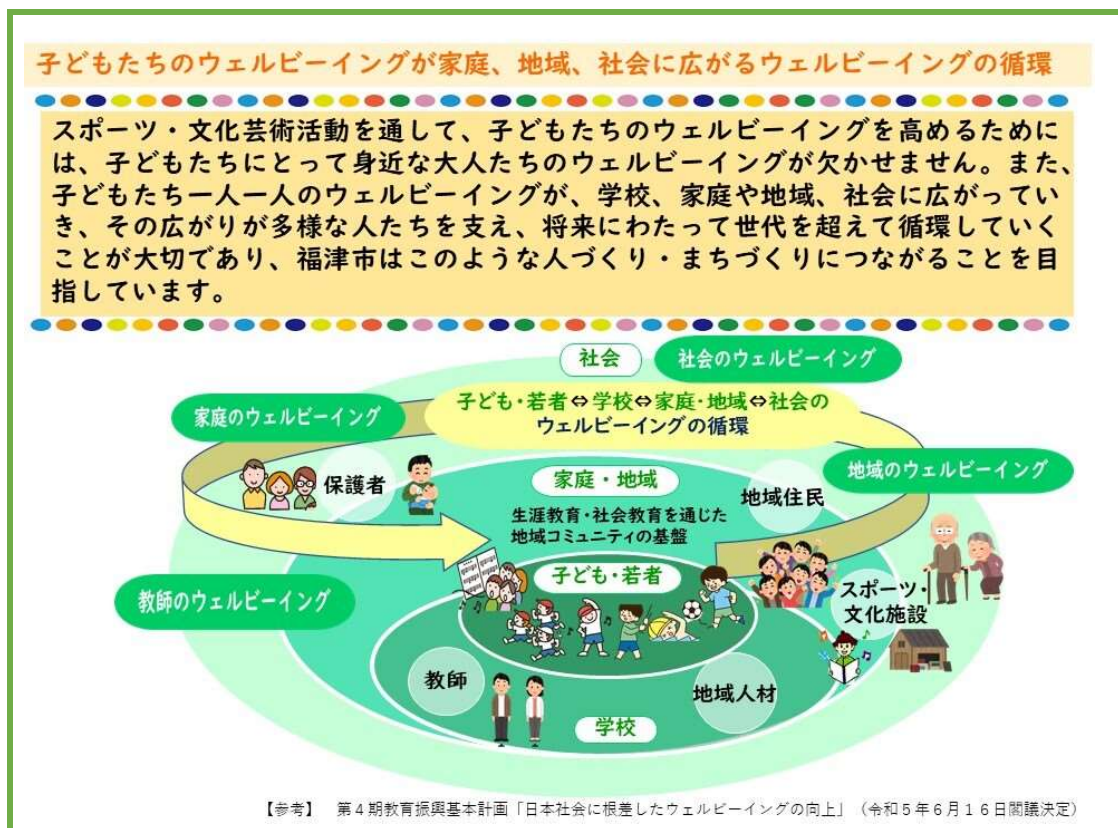 子どもたちのウェルビーイングが家庭、地域、社会に広がるウェルビーイングの循環
スポーツ・文化芸術活動を通して、子どもたちのウェルビーイングを高めるために
は、子どもたちにとって身近な大人たちのウェルビーイングが欠かせません。また、
子どもたち一人一人のウェルビーイングが、学校、家庭や地域、社会に広がってい
き、その広がりが多様な人たちを支え、将来にわたって世代を超えて循環していく
ことが大切であり、福津市はこのような人づくり・まちづくりにつながることを目
指しています。
社会
社会のウェルビーイング
子ども・若者⇔学校⇔家庭・地域⇔社会の
ウェルビーイングの循環
家庭のウェルビーイング
地域のウェルビーイング
保護者
家庭・地域
地域住民
生涯教育・社会教育を通じた
地域コミュニティの基盤
子ども・若者
教師のウェルビーイング
スポーツ・
文化施設
教師
地域人材
学校
【参考】 第4期教育振興基本計画「日本社会に根差したウェルビーイングの向上」（令和5年6月16日閣議決定）